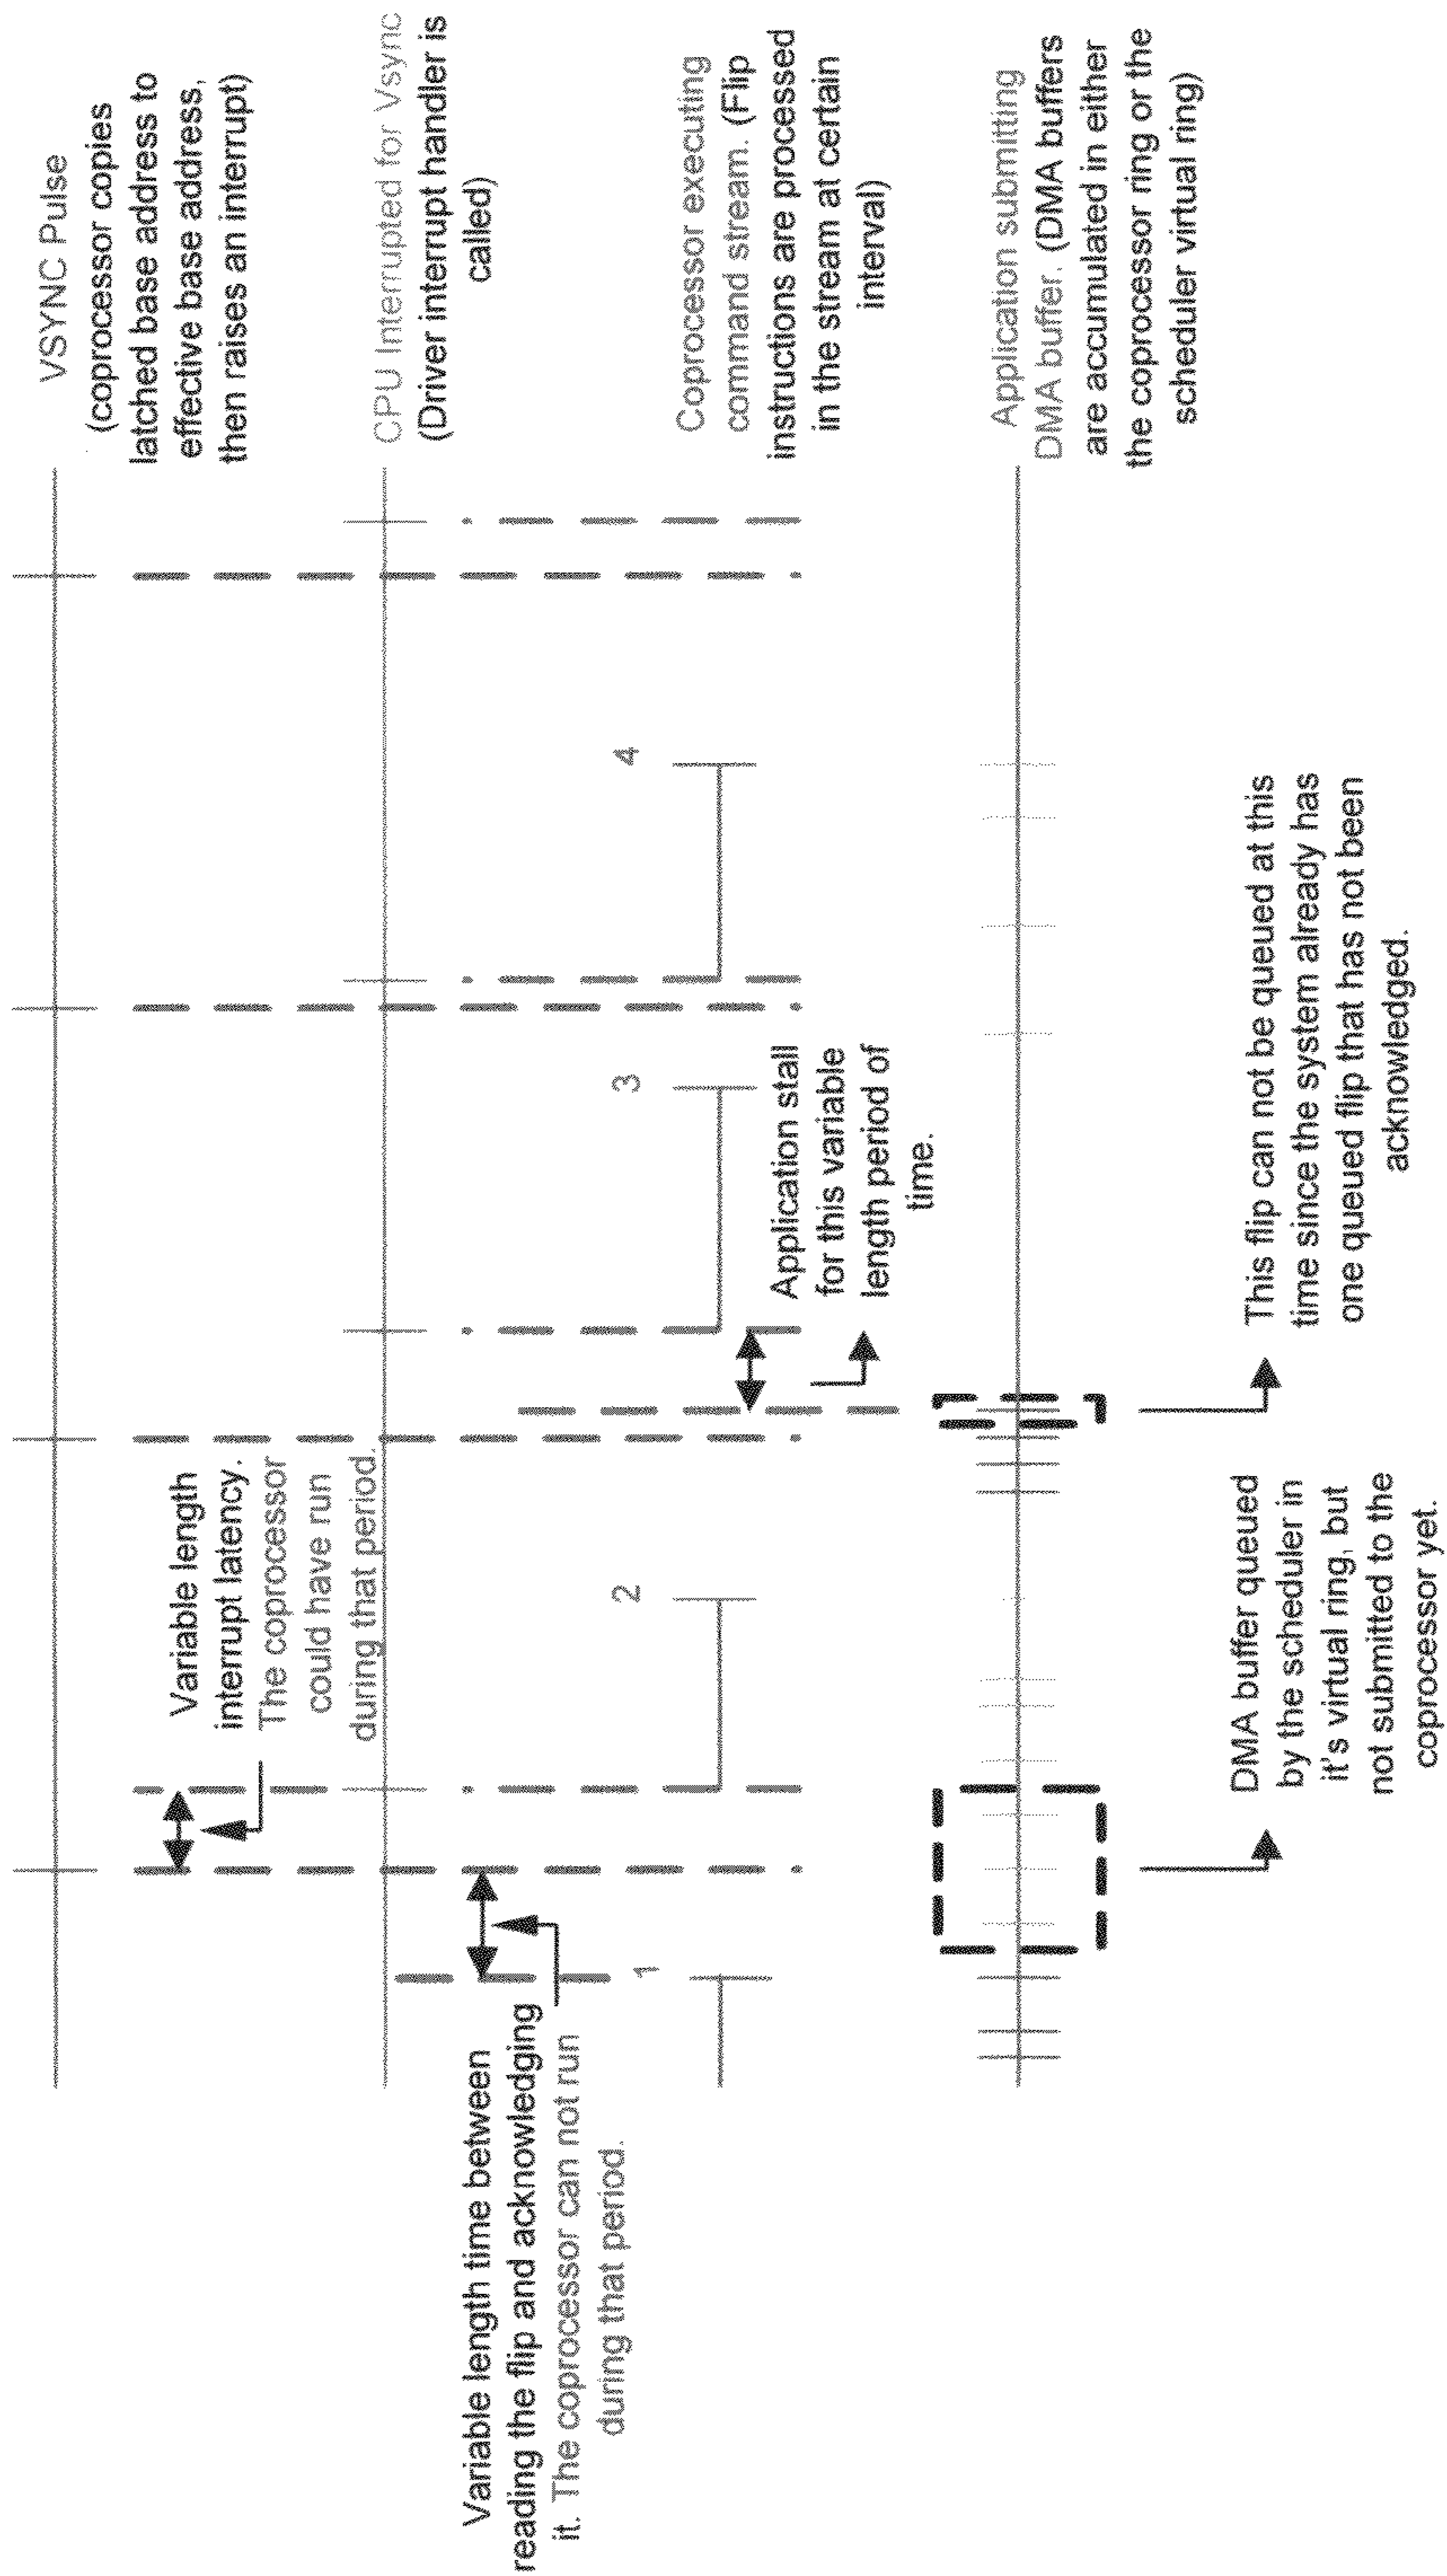 VSYNC Pulse
(coprocessor copies
latched base address to
effective base address,
then raises an interrupt)
CPU Interrupted for Vsync
(Driver interrupt handler is
called)
Coprocessor executing
command stream. (Flip
instructions are processed
in the stream at certain
interval)
Application submitting
DMA buffer. (DMA buffers
are accumulated in either
the coprocessor ring or the
scheduler virtual ring)
Variable length
interrupt latency.
The coprocessor
could have run
during that period.
Variable length time between
reading the flip and acknowledging
it. The coprocessor can not run
during that period.
1
2
3
4
Application stall
for this variable
length period of
time.
DMA buffer queued
by the scheduler in
it's virtual ring, but
not submitted to the
coprocessor yet.
This flip can not be queued at this
time since the system already has
one queued flip that has not been
acknowledged.